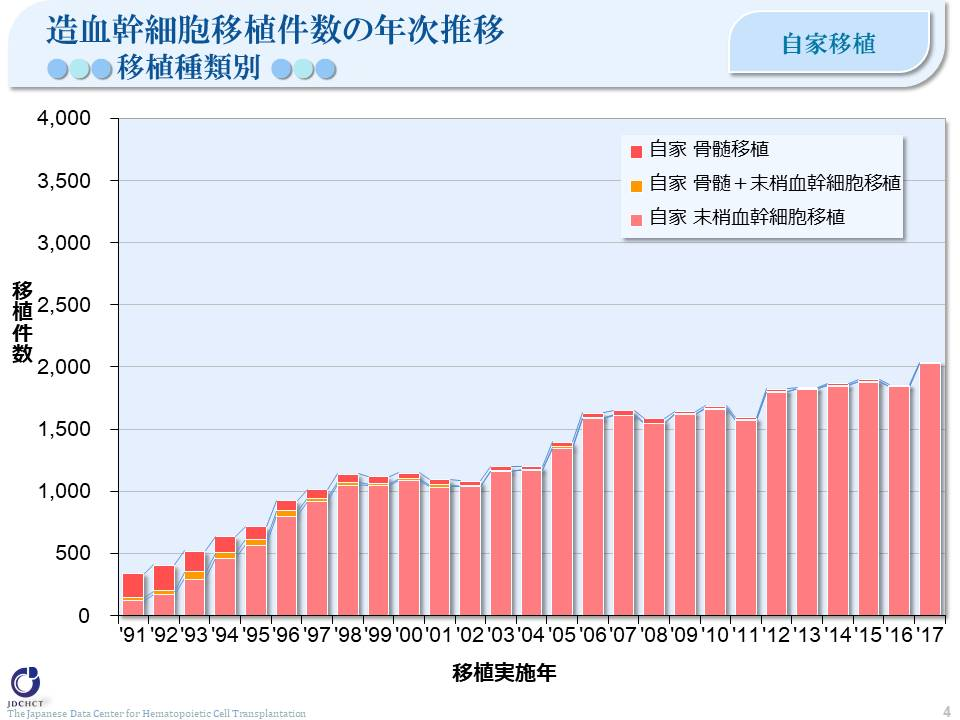 造血幹細胞移植件数の年次推移
移植種類別
自家移植
4,000
3,500
3,000
2,500
2,000
1,500
1,000
500
0
移植件数
自家 骨髄移植
自家 骨髄＋末梢血幹細胞移植
自家 末梢血幹細胞移植
'91 '92 '93 '94 '95 '96 '97 '98 '99 '00 '01 '02 '03 '04 '05 '06 '07 '08 '09 '10 '11 '12 '13 '14 '15 '16 '17
移植実施年
JDCHCT
The Japanese Data Center for Hematopoietic Cell Transplantation
4